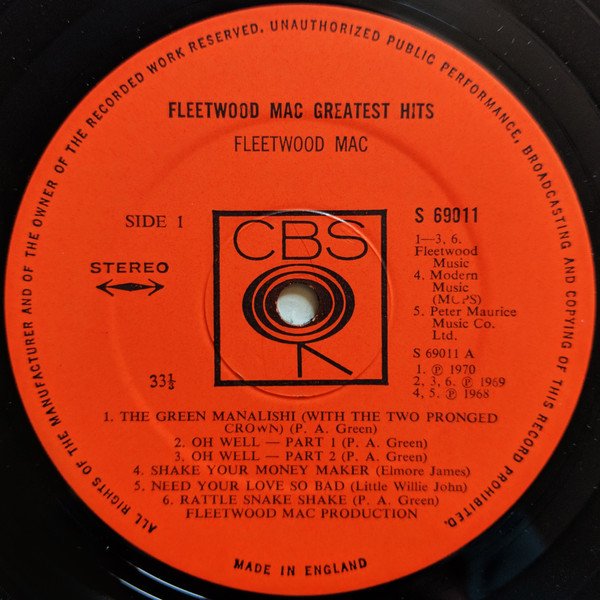 ALL RIGHTS OF THE MANUFACTURER AND OF THE OWNER OF THE RECORDED WORK RESERVED. UNAUTHORIZED PUBLIC PERFORMANCE, BROADCASTING AND COPYING OF THIS RECORD PROHIBITED.
FLEETWOOD MAC GREATEST HITS
FLEETWOOD MAC
SIDE 1
STEREO
33⅓
CBS
S 69011
1—3, 6.
Fleetwood
Music
4. Modern
Music
(MCPS)
5. Peter Maurice
Music Co.
Ltd.
S 69011 A
1. ℗ 1970
2, 3, 6. ℗ 1969
4, 5. ℗ 1968
1. THE GREEN MANALISHI (WITH THE TWO PRONGED
CROWN) (P. A. Green)
2. OH WELL — PART 1 (P. A. Green)
3. OH WELL — PART 2 (P. A. Green)
4. SHAKE YOUR MONEY MAKER (Elmore James)
5. NEED YOUR LOVE SO BAD (Little Willie John)
6. RATTLE SNAKE SHAKE (P. A. Green)
FLEETWOOD MAC PRODUCTION
MADE IN ENGLAND